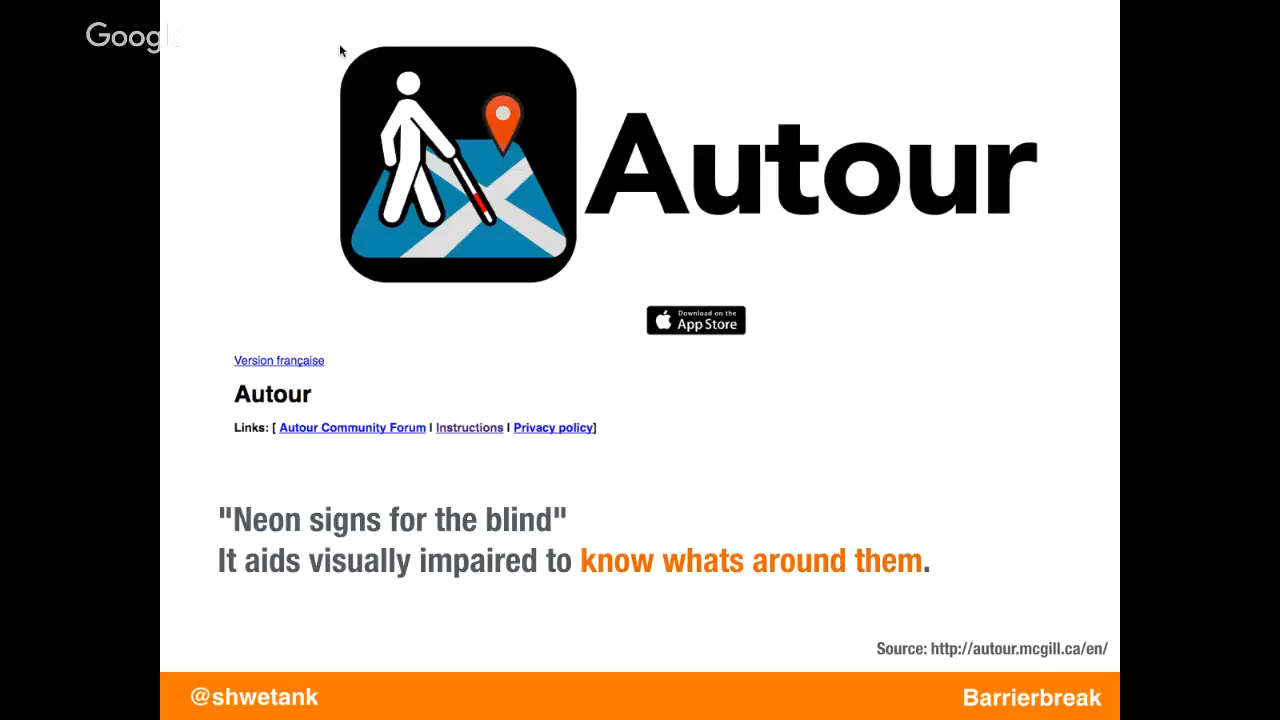 Google
Autour
Download on the
App Store
Version française
Autour
Links: [ Autour Community Forum | Instructions | Privacy policy]
"Neon signs for the blind"
It aids visually impaired to know whats around them.
Source: http://autour.mcgill.ca/en/
@shwetank
Barrierbreak